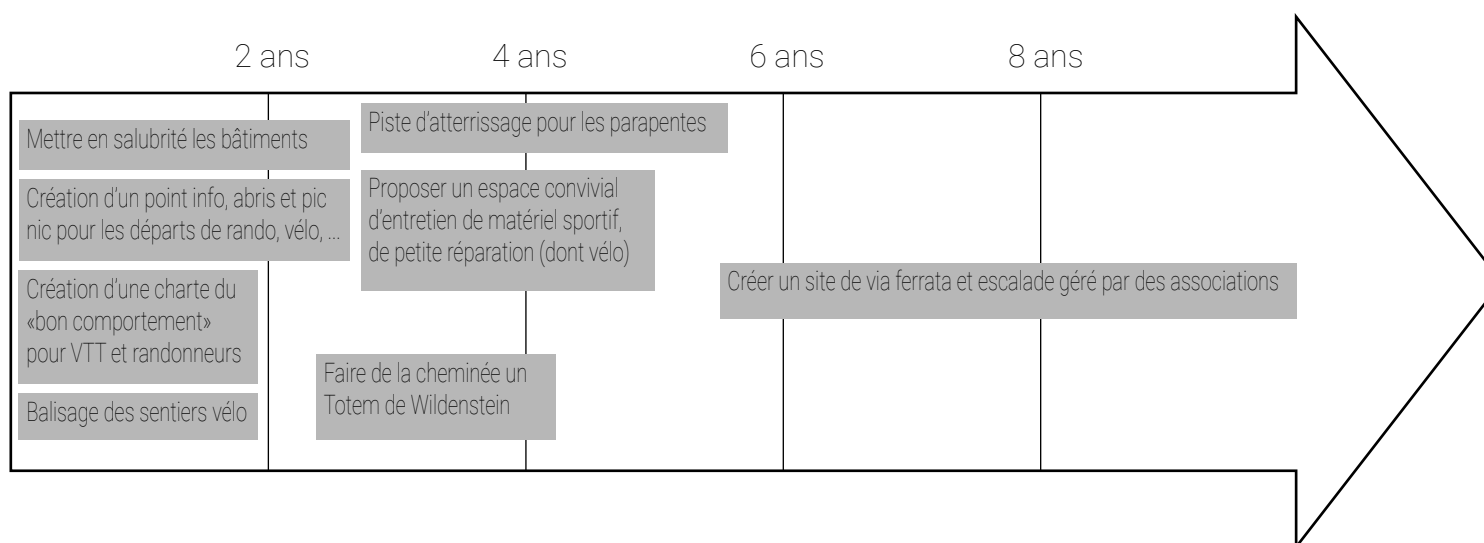 2 ans
4 ans
6 ans
8 ans
Mettre en salubrité les bâtiments
Création d'un point info, abris et pic
nic pour les départs de rando, vélo, ...
Création d'une charte du
«bon comportement»
pour VTT et randonneurs
Balisage des sentiers vélo
Piste d'atterrissage pour les parapentes
Proposer un espace convivial
d'entretien de matériel sportif,
de petite réparation (dont vélo)
Faire de la cheminée un
Totem de Wildenstein
Créer un site de via ferrata et escalade géré par des associations